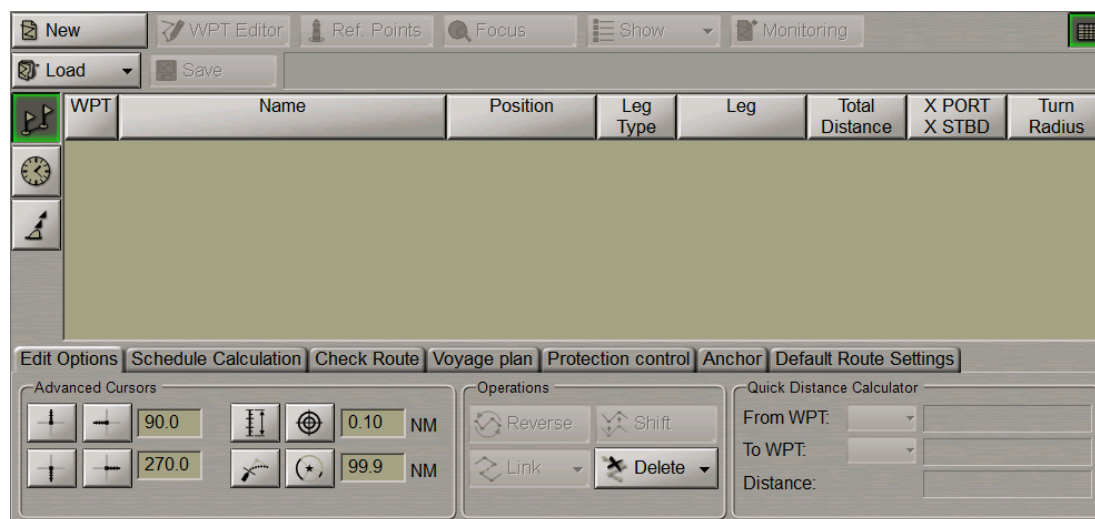 New WPT Editor Ref. Points Focus Show Monitoring
Load Save
WPT Name Position Leg Type Leg Total Distance X PORT X STBD Turn Radius
Edit Options Schedule Calculation Check Route Voyage plan Protection control Anchor Default Route Settings
Advanced Cursors Operations Quick Distance Calculator
90.0 0.10 NM Reverse Shift From WPT:
270.0 99.9 NM Link Delete To WPT:
Distance: